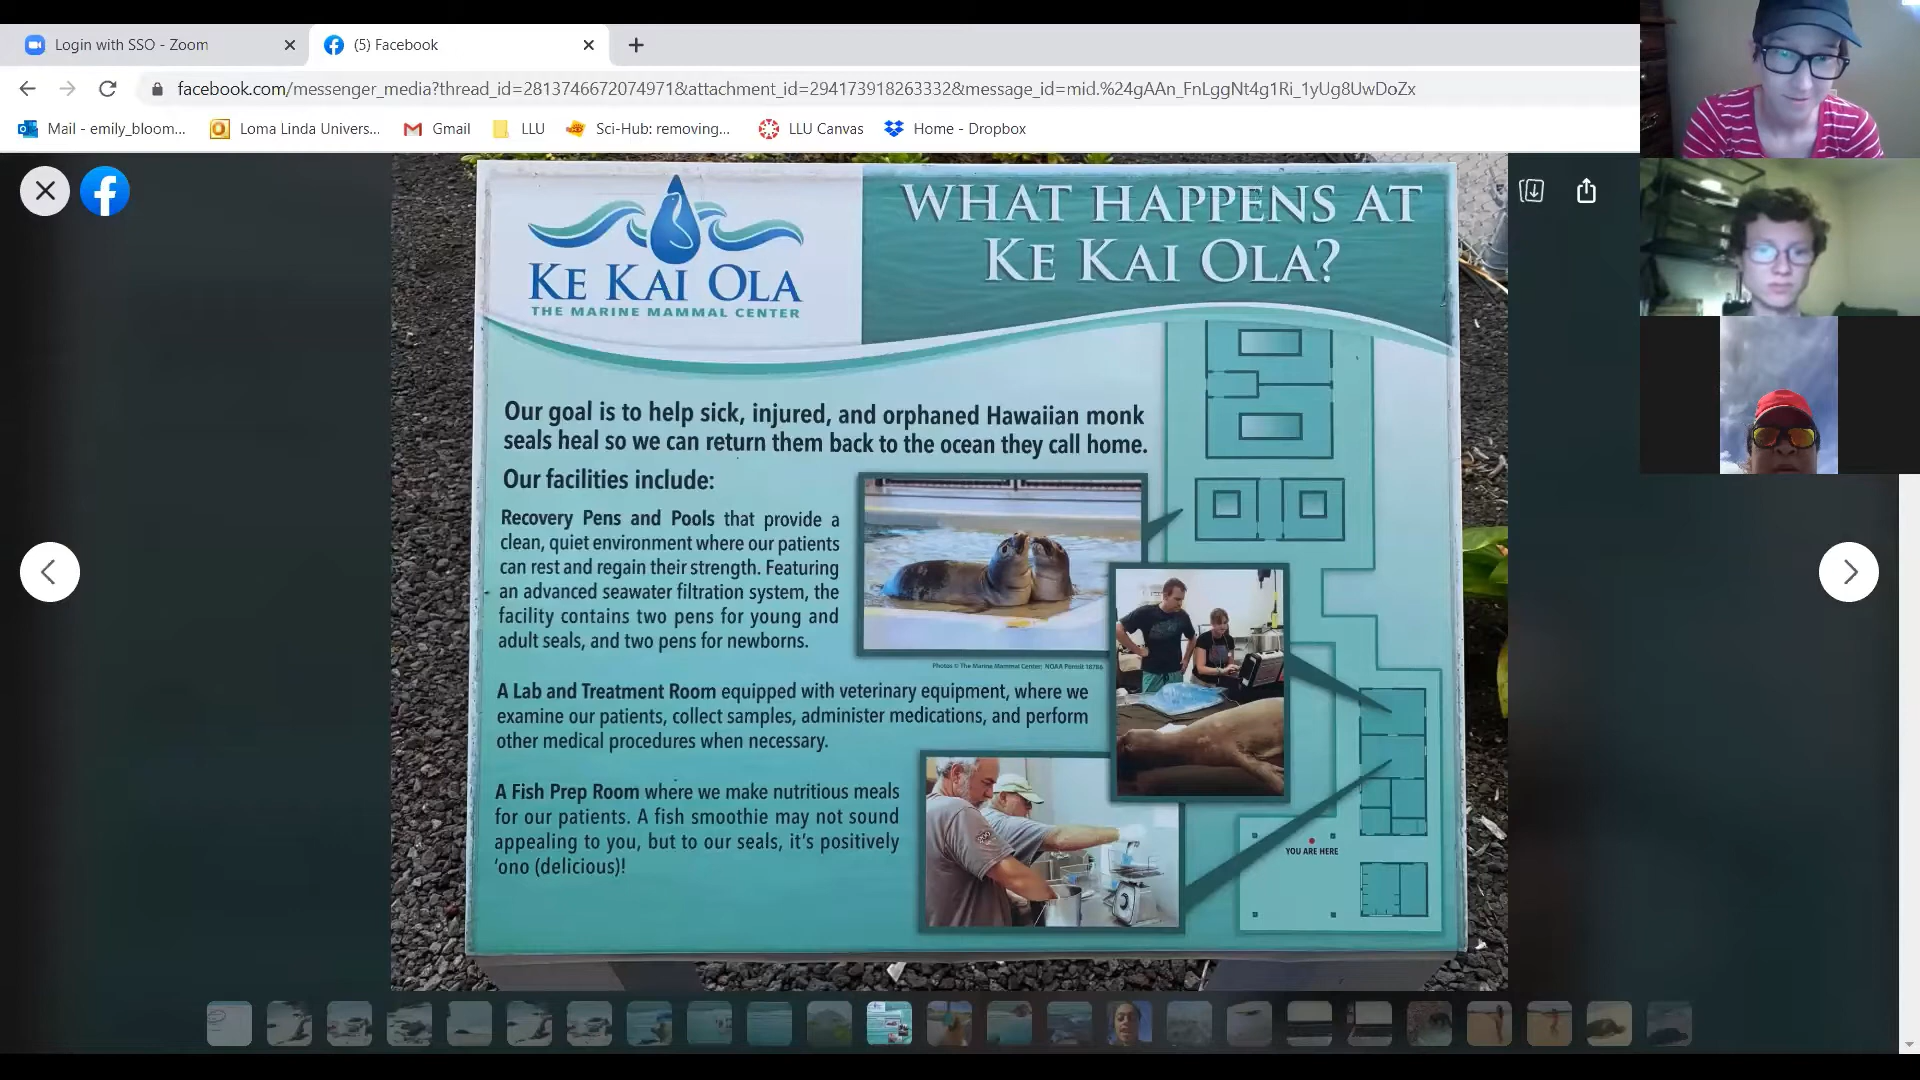 Login with SSO - Zoom
(5) Facebook
facebook.com/messenger_media?thread_id=2813746672074971&attachment_id=294173918263332&message_id=mid.%24gAAn_FnLggNt4g1Ri_1yUg8UwDoZx
Mail - emily_bloom...
Loma Linda Univers...
Gmail
LLU
Sci-Hub: removing...
LLU Canvas
Home - Dropbox
KE KAI OLA
THE MARINE MAMMAL CENTER
WHAT HAPPENS AT
KE KAI OLA?
Our goal is to help sick, injured, and orphaned Hawaiian monk
seals heal so we can return them back to the ocean they call home.
Our facilities include:
Recovery Pens and Pools that provide a
clean, quiet environment where our patients
can rest and regain their strength. Featuring
an advanced seawater filtration system, the
facility contains two pens for young and
adult seals, and two pens for newborns.
Photos © The Marine Mammal Center; NOAA Permit 18786
A Lab and Treatment Room equipped with veterinary equipment, where we
examine our patients, collect samples, administer medications, and perform
other medical procedures when necessary.
A Fish Prep Room where we make nutritious meals
for our patients. A fish smoothie may not sound
appealing to you, but to our seals, it's positively
'ono (delicious)!
YOU ARE HERE